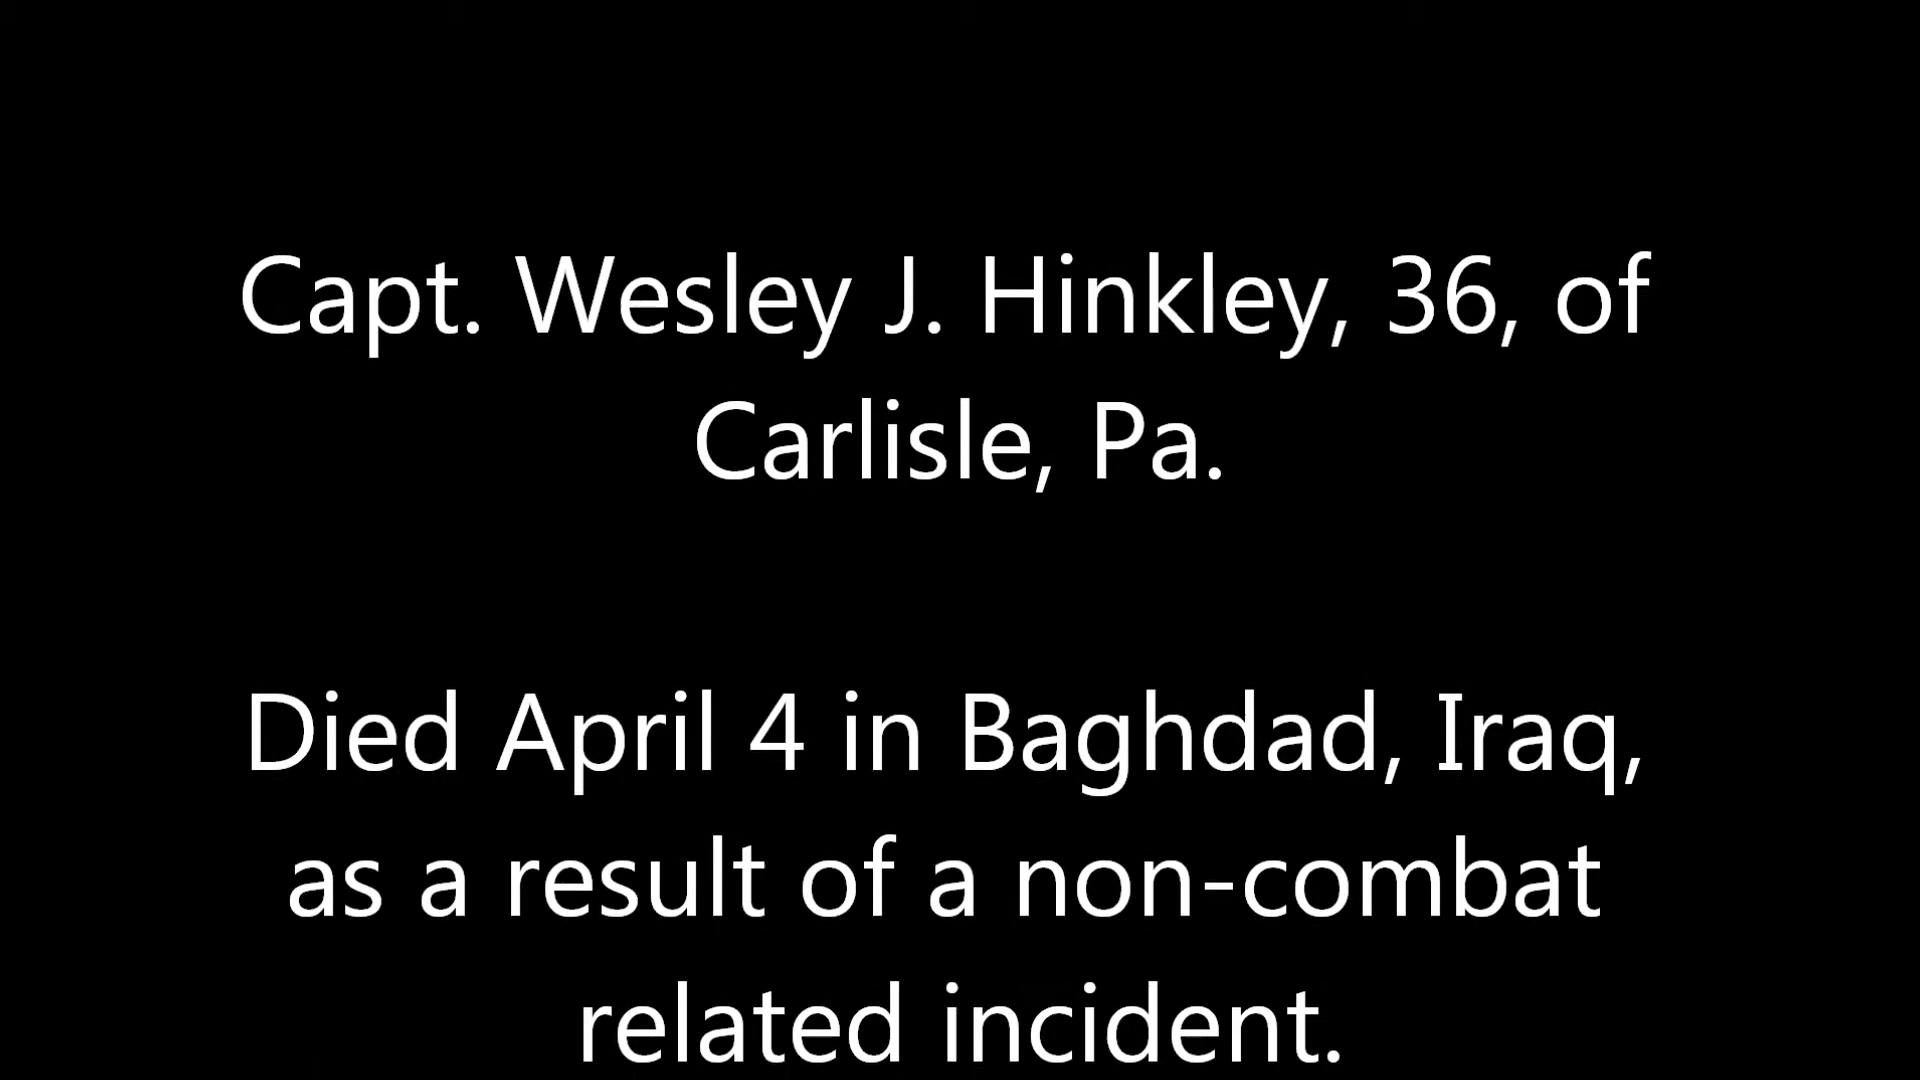 Capt. Wesley J. Hinkley, 36, of
Carlisle, Pa.
Died April 4 in Baghdad, Iraq,
as a result of a non-combat
related incident.